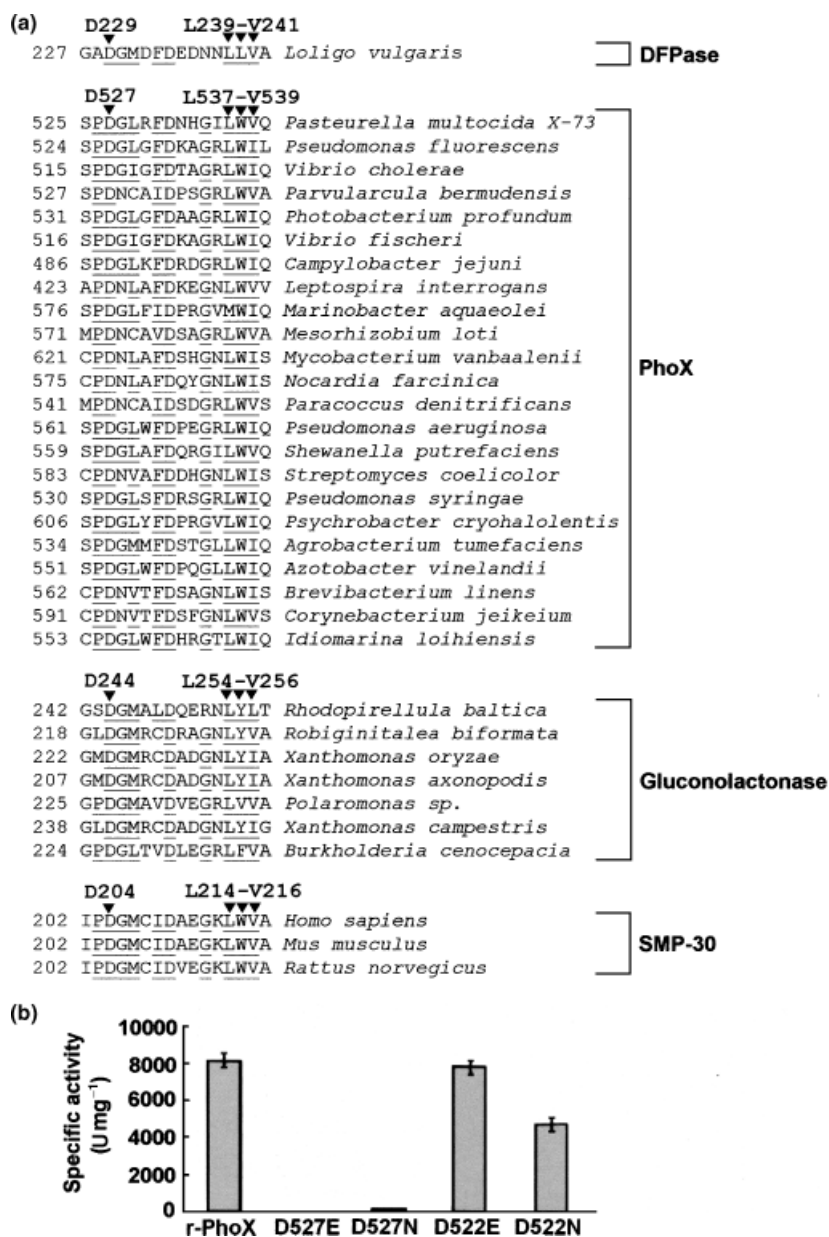 (a)
D229 L239-V241
227 GADGMDFDEDNNLLVA Loligo vulgaris
DFPase
D527 L537-V539
525 SPDGLRFDNHGILWVQ Pasteurella multocida X-73
524 SPDGLGFDKAGRLWIL Pseudomonas fluorescens
515 SPDGIGFDTAGRLWIQ Vibrio cholerae
527 SPDNCAIDPSGRLWVA Parvularcula bermudensis
531 SPDGLGFDAAGRLWIQ Photobacterium profundum
516 SPDGIGFDKAGRLWIQ Vibrio fischeri
486 SPDGLKFDRDGRLWIQ Campylobacter jejuni
423 APDNLAFDKEGNLWVV Leptospira interrogans
576 SPDGLFIDPRGVMWIQ Marinobacter aquaeolei
571 MPDNCAVDSAGRLWVA Mesorhizobium loti
621 CPDNLAFDSHGNLWIS Mycobacterium vanbaalenii
575 CPDNLAFDQYGNLWIS Nocardia farcinica
541 MPDNCAIDSDGRLWVS Paracoccus denitrificans
561 SPDGLWFDPEGRLWIQ Pseudomonas aeruginosa
559 SPDGLAFDQRGILWVQ Shewanella putrefaciens
583 CPDNVAFDDHGNLWIS Streptomyces coelicolor
530 SPDGLSFDRSGRLWIQ Pseudomonas syringae
606 SPDGLYFDPRGVLWIQ Psychrobacter cryohalolentis
534 SPDGMMFDSTGLLWIQ Agrobacterium tumefaciens
551 SPDGLWFDPQGLLWIQ Azotobacter vinelandii
562 CPDNVTFDSAGNLWIS Brevibacterium linens
591 CPDNVTFDSFGNLWVS Corynebacterium jeikeium
553 CPDGLWFDHRGTLWIQ Idiomarina loihiensis
PhoX
D244 L254-V256
242 GSDGMALDQERNLYLT Rhodopirellula baltica
218 GLDGMRCDRAGNLYVA Robiginitalea biformata
222 GMDGMRCDADGNLYIA Xanthomonas oryzae
207 GMDGMRCDADGNLYIA Xanthomonas axonopodis
225 GPDGMAVDVEGRLVVA Polaromonas sp.
238 GLDGMRCDADGNLYIG Xanthomonas campestris
224 GPDGLTVDLEGRLFVA Burkholderia cenocepacia
Gluconolactonase
D204 L214-V216
202 IPDGMCIDAEGKLWVA Homo sapiens
202 IPDGMCIDAEGKLWVA Mus musculus
202 IPDGMCIDVEGKLWVA Rattus norvegicus
SMP-30
(b)
Specific activity
(U mg⁻¹)
10000
8000
6000
4000
2000
0
r-PhoX D527E D527N D522E D522N